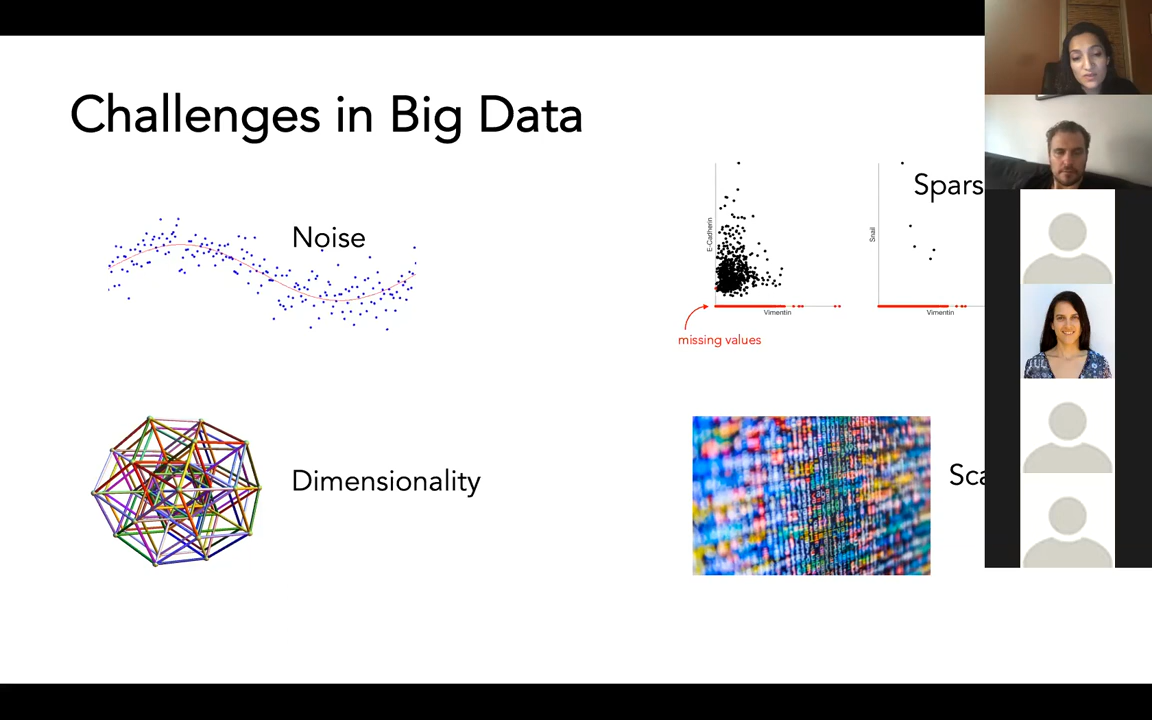 Challenges in Big Data
Noise
E-Cadherin
Vimentin
missing values
Snail
Vimentin
Spars
Dimensionality
Sca